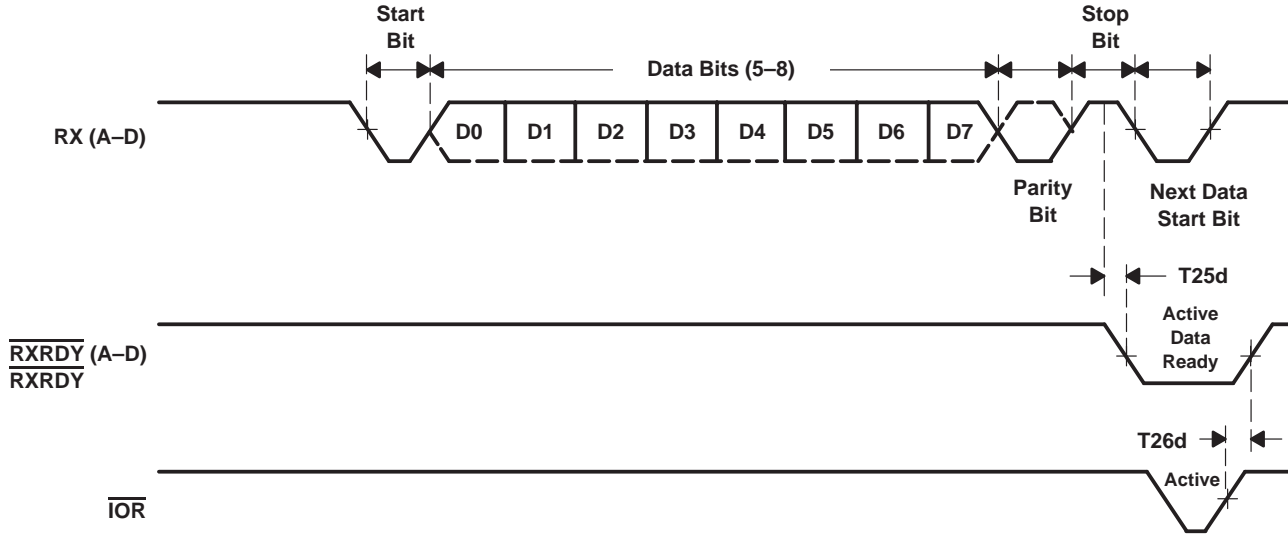 Start
Bit
Stop
Bit
Data Bits (5–8)
RX (A–D)
D0 D1 D2 D3 D4 D5 D6 D7
Parity
Bit
Next Data
Start Bit
T25d
RXRDY (A–D)
RXRDY
Active
Data
Ready
T26d
IOR
Active